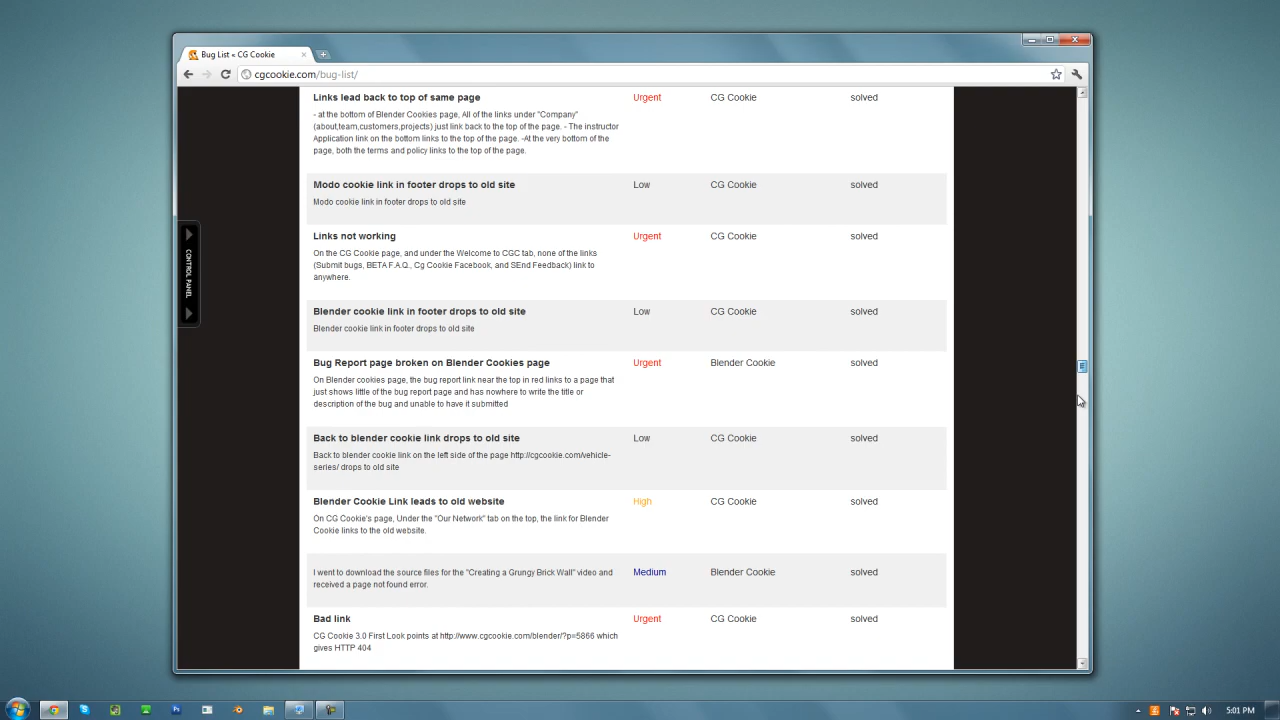 Bug List « CG Cookie
cgcookie.com/bug-list/
Links lead back to top of same page Urgent CG Cookie solved
- at the bottom of Blender Cookies page, All of the links under "Company"
(about,team,customers,projects) just link back to the top of the page. - The instructor
Application link on the bottom links to the top of the page. -At the very bottom of the
page, both the terms and policy links to the top of the page.
Modo cookie link in footer drops to old site Low CG Cookie solved
Modo cookie link in footer drops to old site
CONTROL PANEL
Links not working Urgent CG Cookie solved
On the CG Cookie page, and under the Welcome to CGC tab, none of the links
(Submit bugs, BETA F.A.Q., Cg Cookie Facebook, and SEnd Feedback) link to
anywhere.
Blender cookie link in footer drops to old site Low CG Cookie solved
Blender cookie link in footer drops to old site
Bug Report page broken on Blender Cookies page Urgent Blender Cookie solved
On Blender cookies page, the bug report link near the top in red links to a page that
just shows little of the bug report page and has nowhere to write the title or
description of the bug and unable to have it submitted
Back to blender cookie link drops to old site Low CG Cookie solved
Back to blender cookie link on the left side of the page http://cgcookie.com/vehicle-
series/ drops to old site
Blender Cookie Link leads to old website High CG Cookie solved
On CG Cookie's page, Under the "Our Network" tab on the top, the link for Blender
Cookie links to the old website.
I went to download the source files for the "Creating a Grungy Brick Wall" video and Medium Blender Cookie solved
received a page not found error.
Bad link Urgent CG Cookie solved
CG Cookie 3.0 First Look points at http://www.cgcookie.com/blender/?p=5866 which
gives HTTP 404
5:01 PM